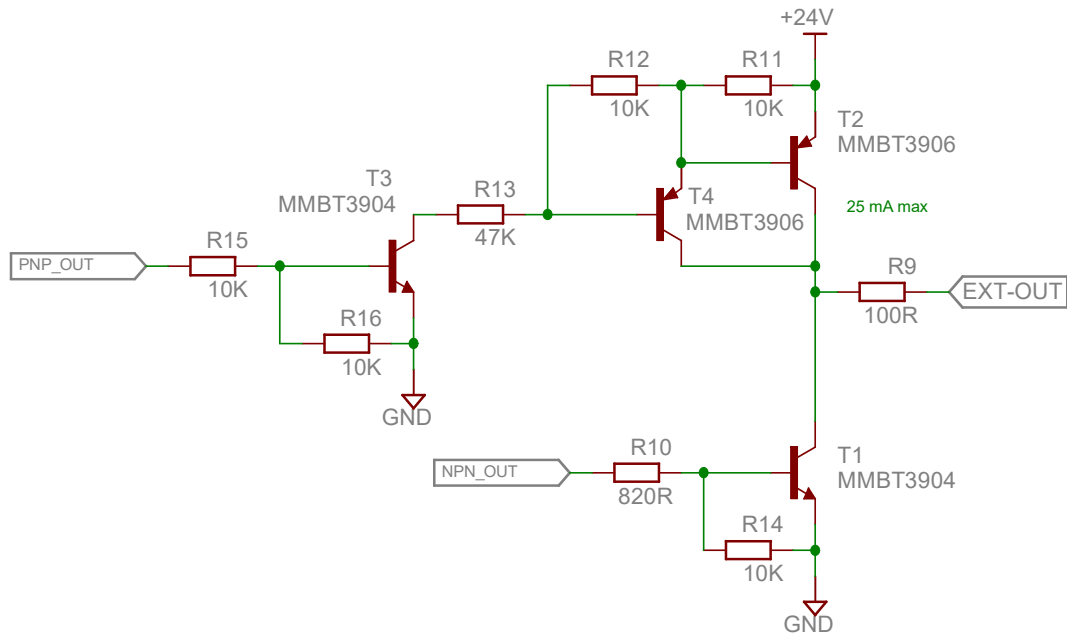 +24V
R12
R11
10K
10K
T2
MMBT3906
T3
MMBT3904
R13
47K
T4
MMBT3906
25 mA max
R15
PNP_OUT
10K
R9
EXT-OUT
100R
R16
10K
GND
R10
NPN_OUT
820R
T1
MMBT3904
R14
10K
GND